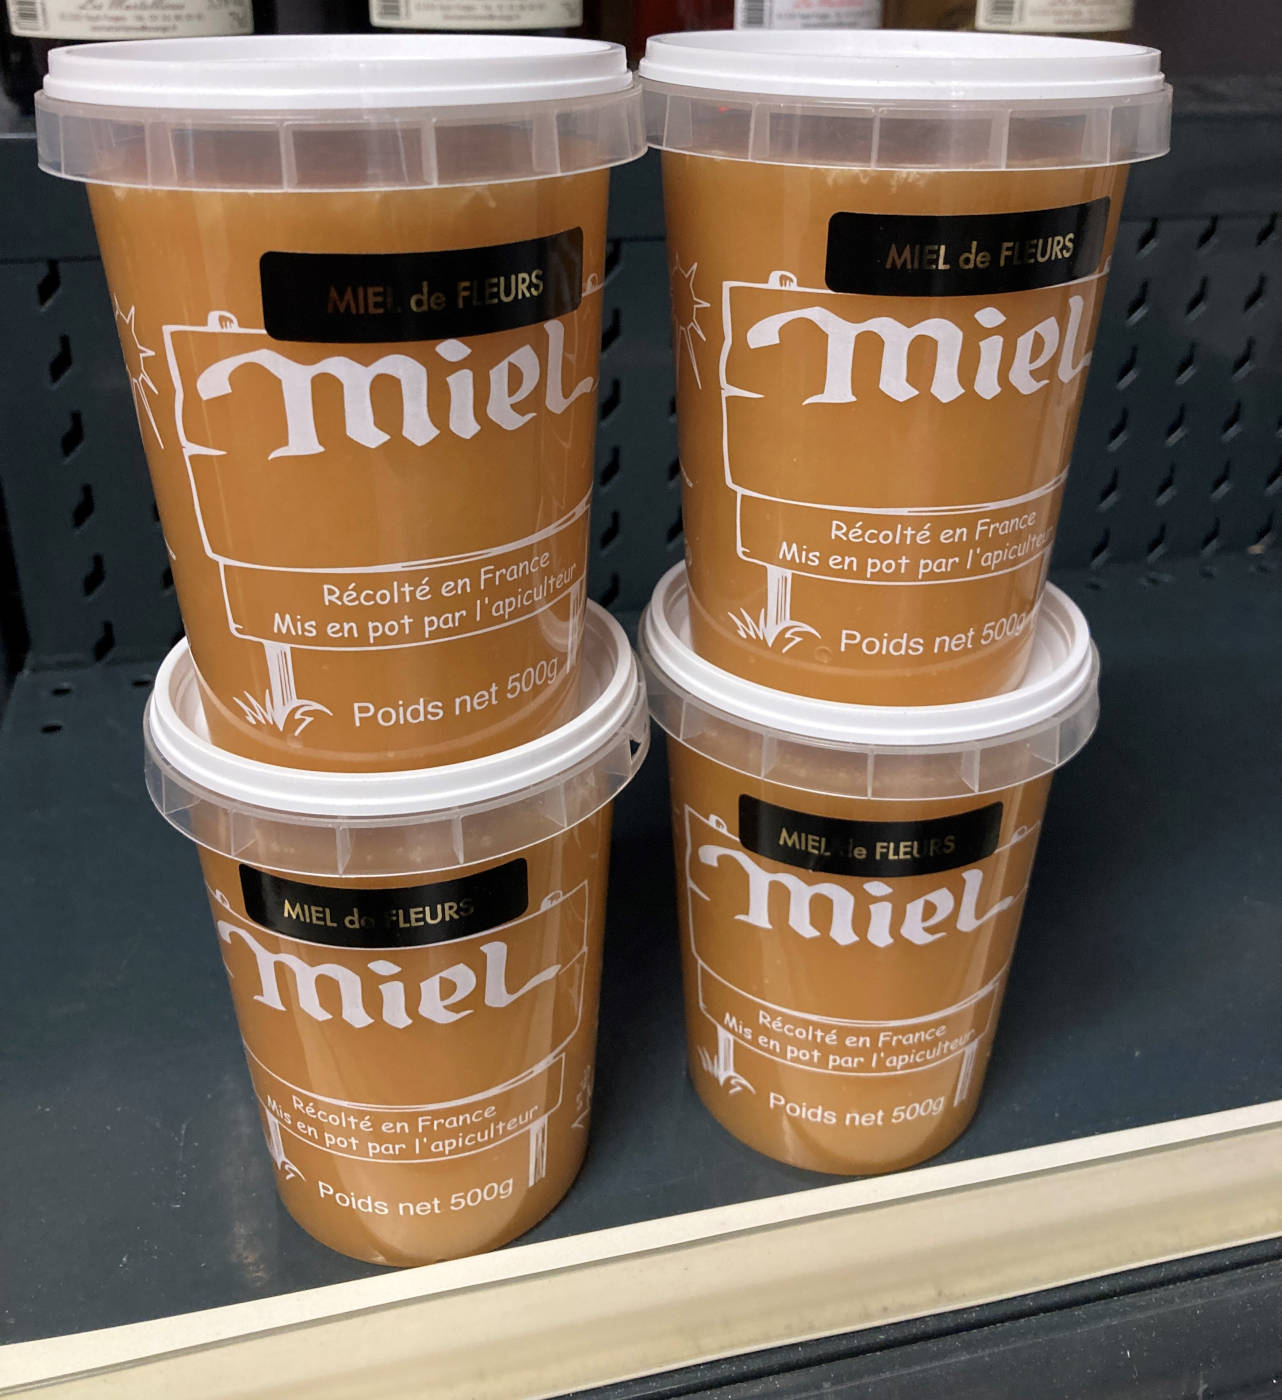 MIEL de FLEURS
miel
Récolté en France
Mis en pot par l'apiculteur
Poids net 500g
MIEL de FLEURS
miel
Récolté en France
Mis en pot par l'apiculteur
Poids net 500g
MIEL de FLEURS
miel
Récolté en France
Mis en pot par l'apiculteur
Poids net 500g
MIEL de FLEURS
miel
Récolté en France
Mis en pot par l'apiculteur
Poids net 500g